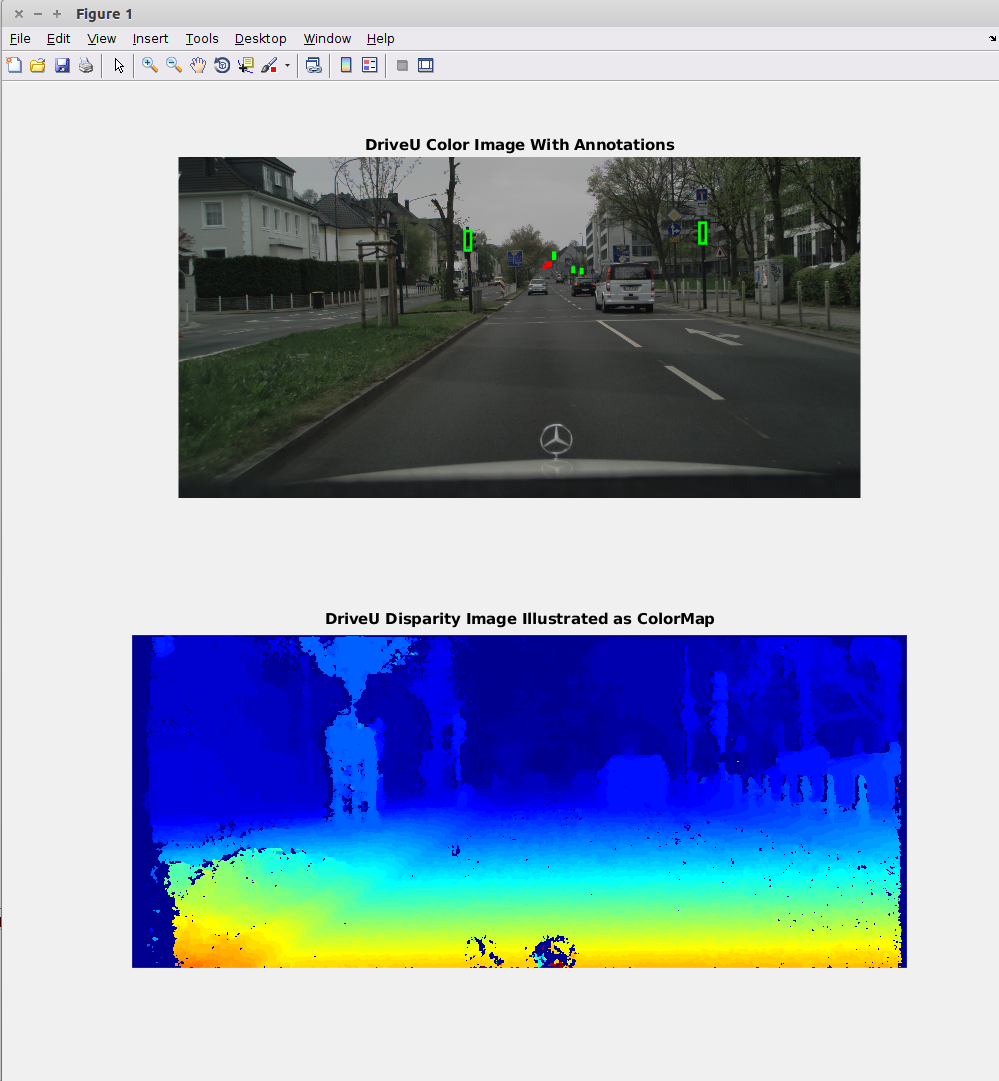 Figure 1
File Edit View Insert Tools Desktop Window Help
DriveU Color Image With Annotations
DriveU Disparity Image Illustrated as ColorMap